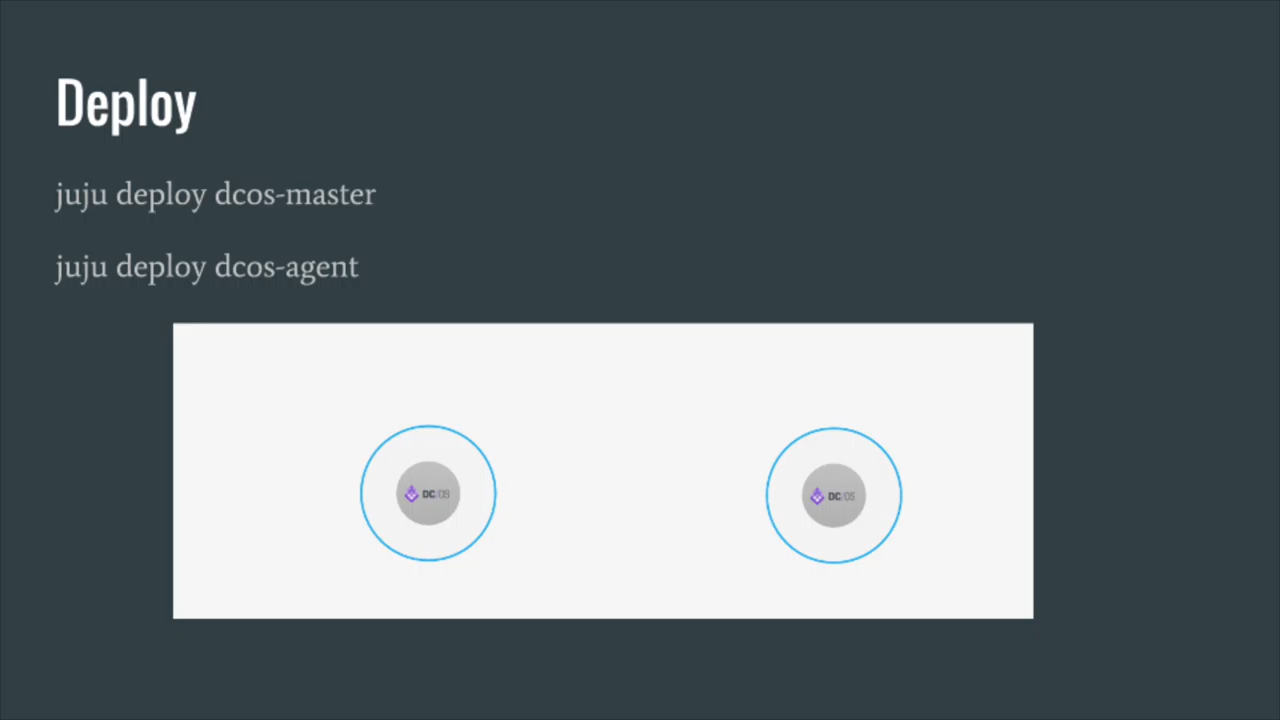 Deploy
juju deploy dcos-master
juju deploy dcos-agent
DC/OS
DC/OS